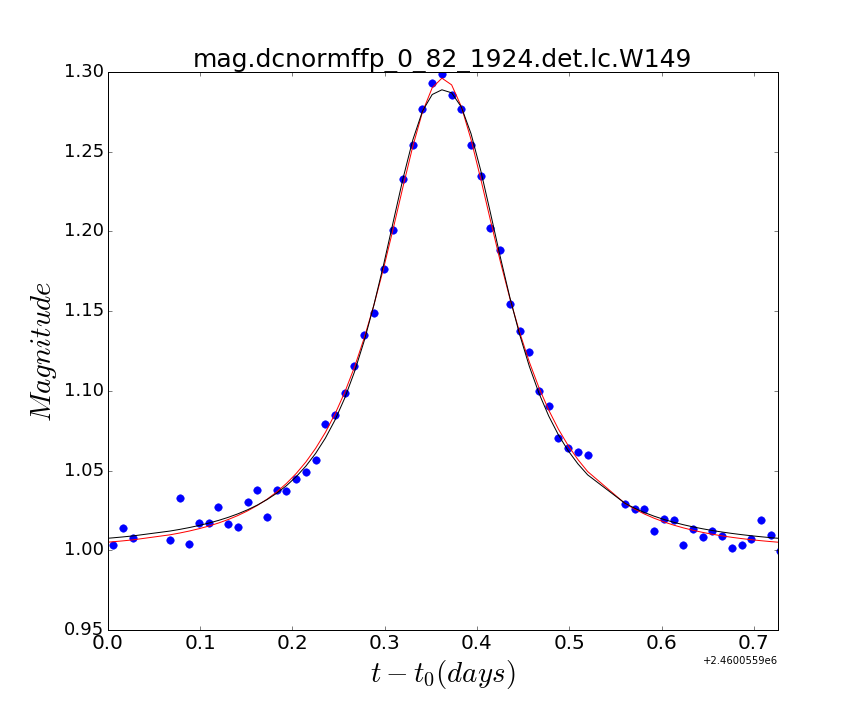 mag.dcnormffp_0_82_1924.det.lc.W149
1.30
1.25
1.20
1.15
1.10
1.05
1.00
0.95
Magnitude
0.0 0.1 0.2 0.3 0.4 0.5 0.6 0.7
+2.4600559e6
t − t₀(days)